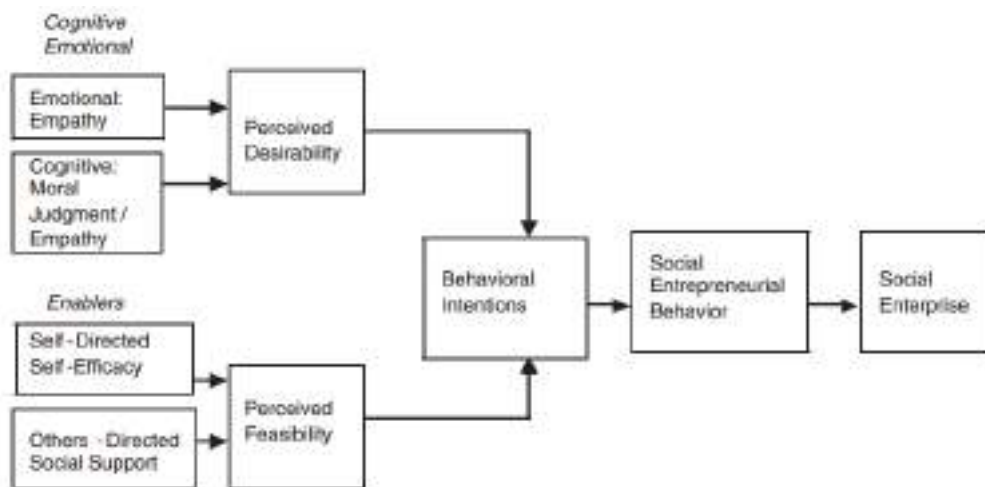 Cognitive
Emotional
Emotional:
Empathy
Cognitive:
Moral
Judgment /
Empathy
Perceived
Desirability
Enablers
Self-Directed
Self-Efficacy
Others - Directed
Social Support
Perceived
Feasibility
Behavioral
Intentions
Social
Entrepreneurial
Behavior
Social
Enterprise